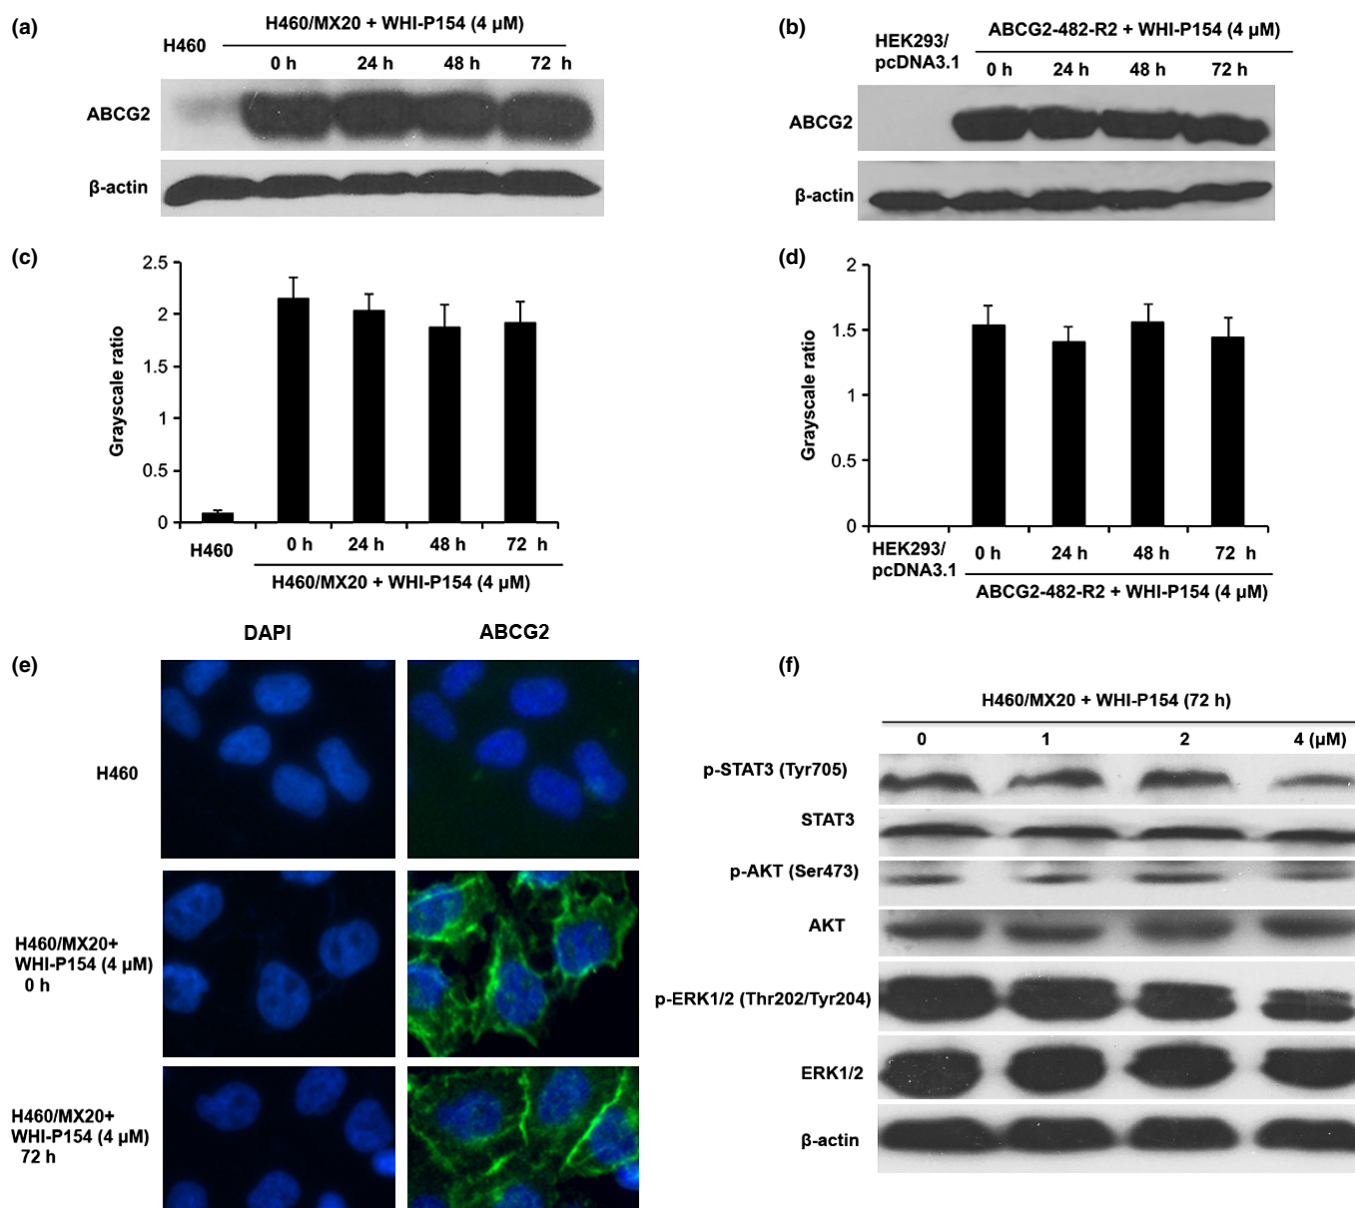 (a)
H460/MX20 + WHI-P154 (4 µM)
H460
0 h 24 h 48 h 72 h
ABCG2
β-actin
(b)
ABCG2-482-R2 + WHI-P154 (4 µM)
HEK293/
pcDNA3.1
0 h 24 h 48 h 72 h
ABCG2
β-actin
(c)
Grayscale ratio
2.5
2
1.5
1
0.5
0
H460
0 h 24 h 48 h 72 h
H460/MX20 + WHI-P154 (4 µM)
(d)
Grayscale ratio
2
1.5
1
0.5
0
HEK293/
pcDNA3.1
0 h 24 h 48 h 72 h
ABCG2-482-R2 + WHI-P154 (4 µM)
(e)
DAPI ABCG2
H460
H460/MX20+
WHI-P154 (4 µM)
0 h
H460/MX20+
WHI-P154 (4 µM)
72 h
(f)
H460/MX20 + WHI-P154 (72 h)
0 1 2 4 (µM)
p-STAT3 (Tyr705)
STAT3
p-AKT (Ser473)
AKT
p-ERK1/2 (Thr202/Tyr204)
ERK1/2
β-actin